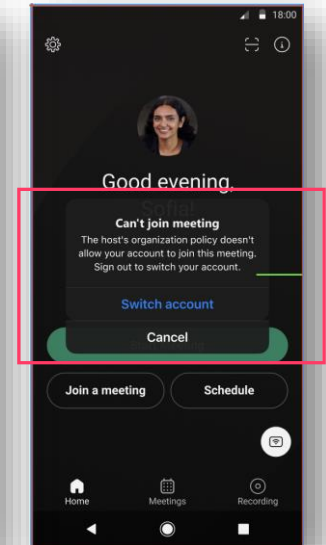 18:00
Good evening,
Sofia!
Can't join meeting
The host's organization policy doesn't
allow your account to join this meeting.
Sign out to switch your account.
Switch account
Cancel
Join a meeting
Schedule
Home
Meetings
Recording